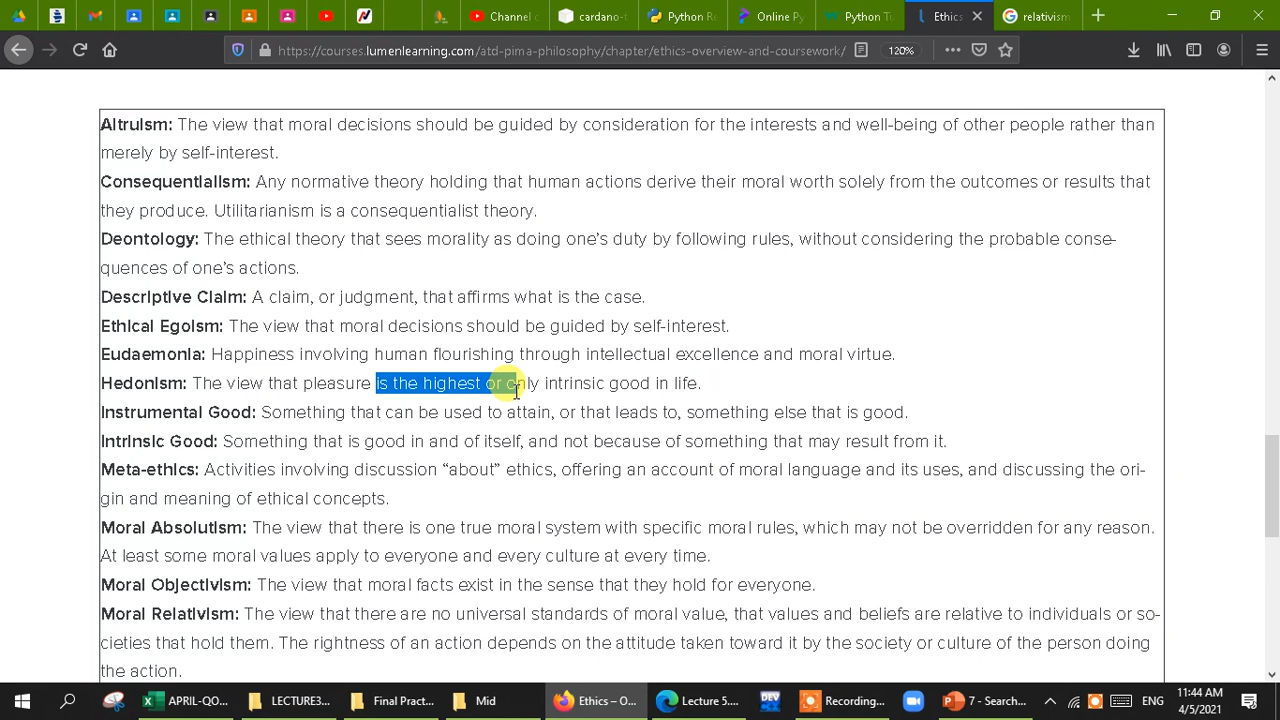 Channel c
cardano-t
Python Re
Online Py
Python Tu
Ethics
relativism
https://courses.lumenlearning.com/atd-pima-philosophy/chapter/ethics-overview-and-coursework/
120%
Altruism: The view that moral decisions should be guided by consideration for the interests and well-being of other people rather than
merely by self-interest.
Consequentialism: Any normative theory holding that human actions derive their moral worth solely from the outcomes or results that
they produce. Utilitarianism is a consequentialist theory.
Deontology: The ethical theory that sees morality as doing one’s duty by following rules, without considering the probable conse-
quences of one’s actions.
Descriptive Claim: A claim, or judgment, that affirms what is the case.
Ethical Egoism: The view that moral decisions should be guided by self-interest.
Eudaemonia: Happiness involving human flourishing through intellectual excellence and moral virtue.
Hedonism: The view that pleasure is the highest or only intrinsic good in life.
Instrumental Good: Something that can be used to attain, or that leads to, something else that is good.
Intrinsic Good: Something that is good in and of itself, and not because of something that may result from it.
Meta-ethics: Activities involving discussion “about” ethics, offering an account of moral language and its uses, and discussing the ori-
gin and meaning of ethical concepts.
Moral Absolutism: The view that there is one true moral system with specific moral rules, which may not be overridden for any reason.
At least some moral values apply to everyone and every culture at every time.
Moral Objectivism: The view that moral facts exist in the sense that they hold for everyone.
Moral Relativism: The view that there are no universal standards of moral value, that values and beliefs are relative to individuals or so-
cieties that hold them. The rightness of an action depends on the attitude taken toward it by the society or culture of the person doing
the action.
APRIL-QO...
LECTURE3...
Final Practic...
Mid
Ethics – O...
Lecture 5....
DEV
Recording...
7 - Search...
ENG
11:44 AM
4/5/2021